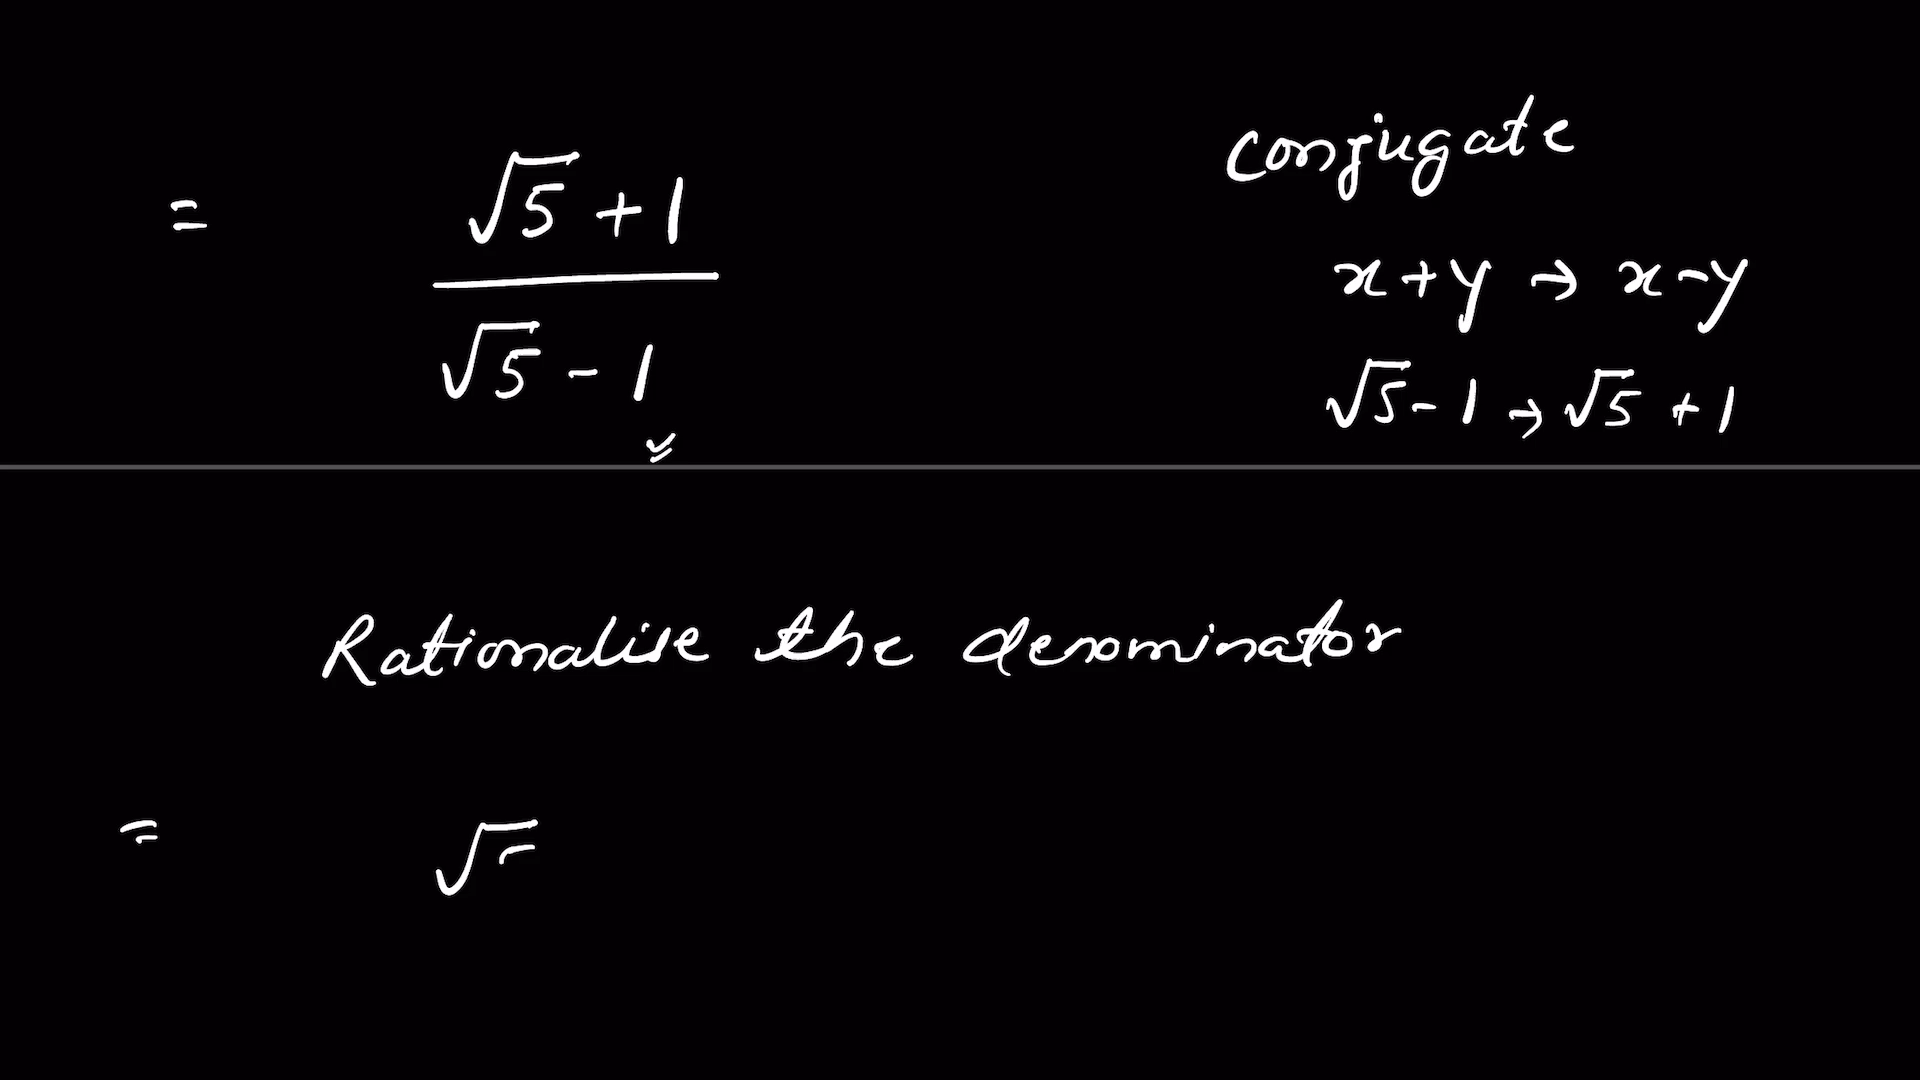 = √5 + 1
√5 - 1
conjugate
x + y → x - y
√5 - 1 → √5 + 1
Rationalise the denominator
= √